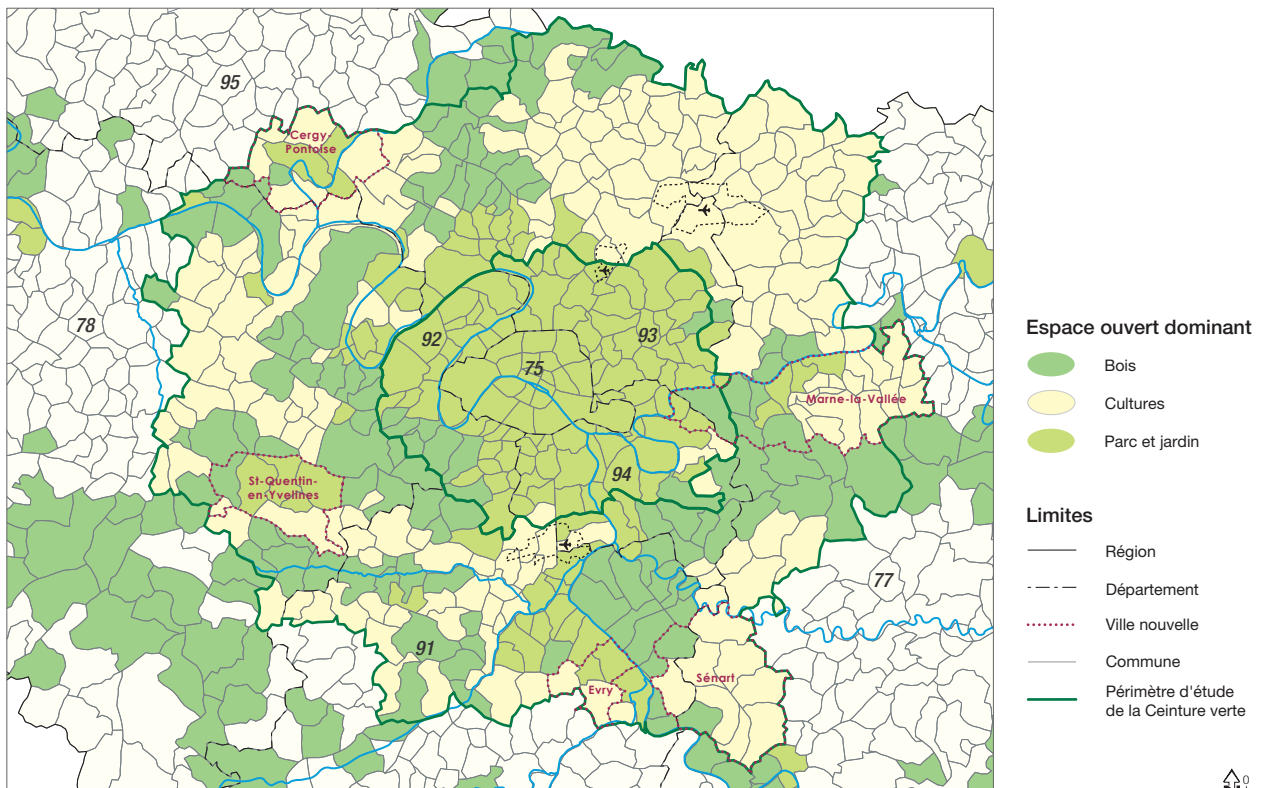 95
Cergy-
Pontoise
78
92
93
75
Marne-la-Vallée
St-Quentin-
en-Yvelines
94
77
91
Evry
Sénart
Espace ouvert dominant
Bois
Cultures
Parc et jardin
Limites
Région
Département
Ville nouvelle
Commune
Périmètre d'étude
de la Ceinture verte
0